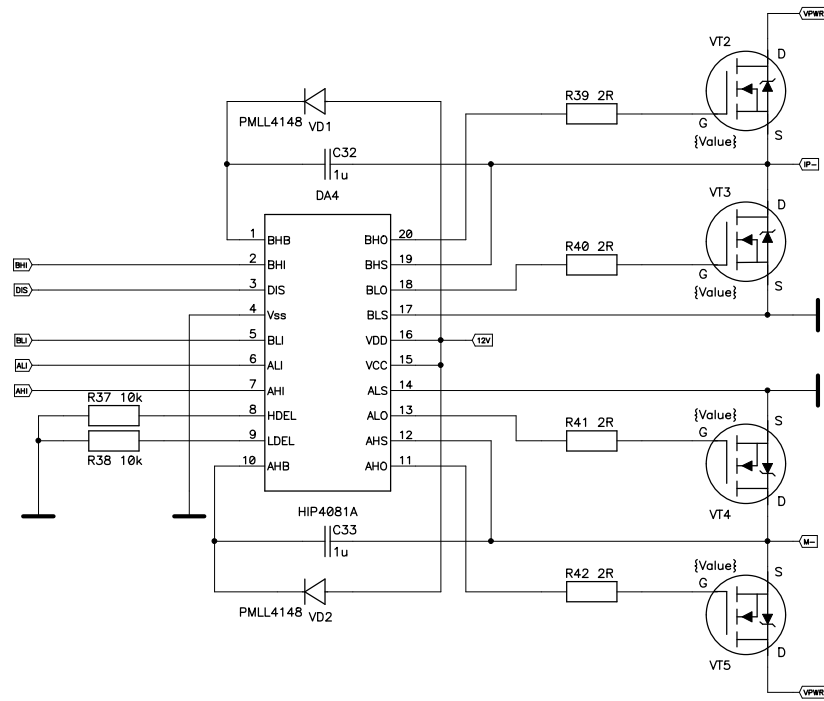 VPWR
VT2
D
R39 2R
G
S
{Value}
PMLL4148
VD1
C32
1u
IP-
DA4
VT3
D
1 BHB
BHO 20
BHI
2 BHI
BHS 19
R40 2R
G
S
{Value}
DIS
3 DIS
BLO 18
4 Vss
BLS 17
BLI
5 BLI
VDD 16
12V
ALI
6 ALI
VCC 15
AHI
7 AHI
ALS 14
R37 10k
8 HDEL
ALO 13
{Value}
S
R41 2R
G
9 LDEL
AHS 12
R38 10k
10 AHB
AHO 11
D
VT4
HIP4081A
C33
1u
M-
{Value}
S
R42 2R
G
PMLL4148
VD2
D
VT5
VPWR